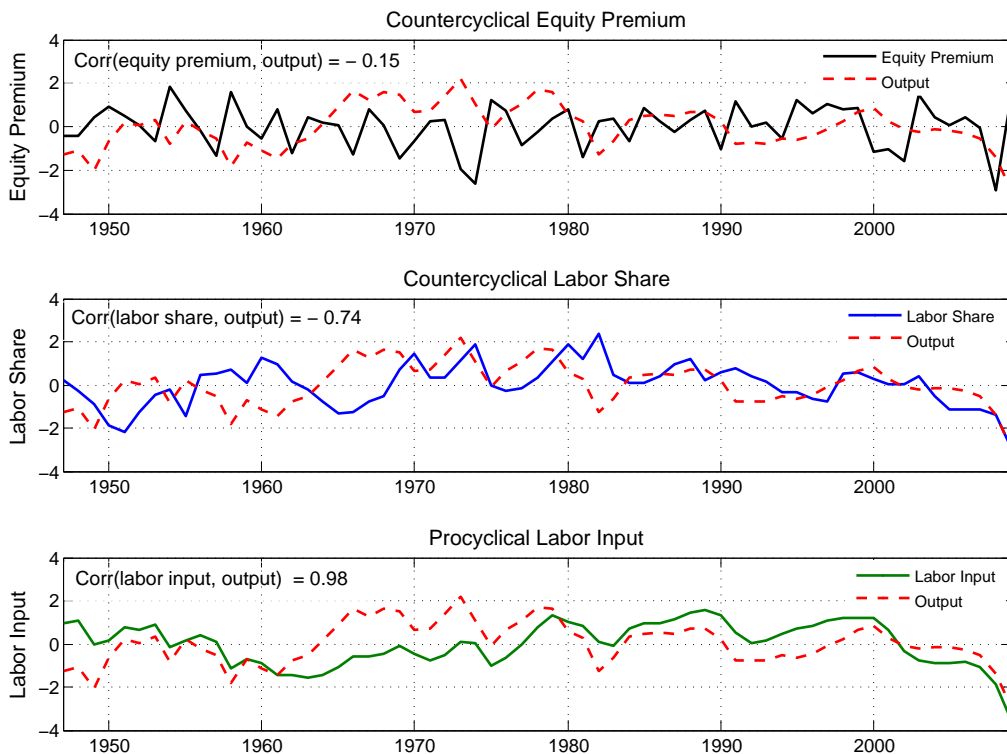 Countercyclical Equity Premium
Equity Premium
4
2
0
−2
−4
Corr(equity premium, output) = − 0.15
Equity Premium
Output
1950 1960 1970 1980 1990 2000
Countercyclical Labor Share
Labor Share
4
2
0
−2
−4
Corr(labor share, output) = − 0.74
Labor Share
Output
1950 1960 1970 1980 1990 2000
Procyclical Labor Input
Labor Input
4
2
0
−2
−4
Corr(labor input, output) = 0.98
Labor Input
Output
1950 1960 1970 1980 1990 2000